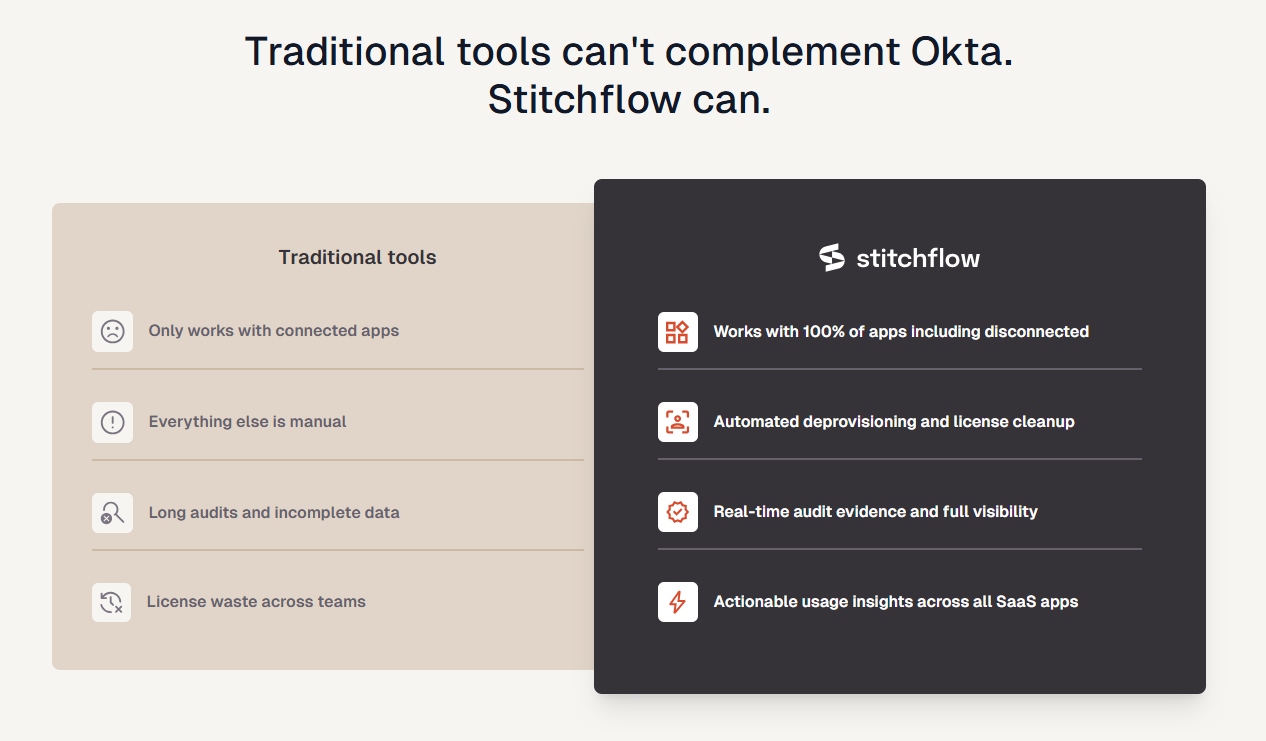 Traditional tools can't complement Okta.
Stitchflow can.
Traditional tools
Only works with connected apps
Everything else is manual
Long audits and incomplete data
License waste across teams
stitchflow
Works with 100% of apps including disconnected
Automated deprovisioning and license cleanup
Real-time audit evidence and full visibility
Actionable usage insights across all SaaS apps